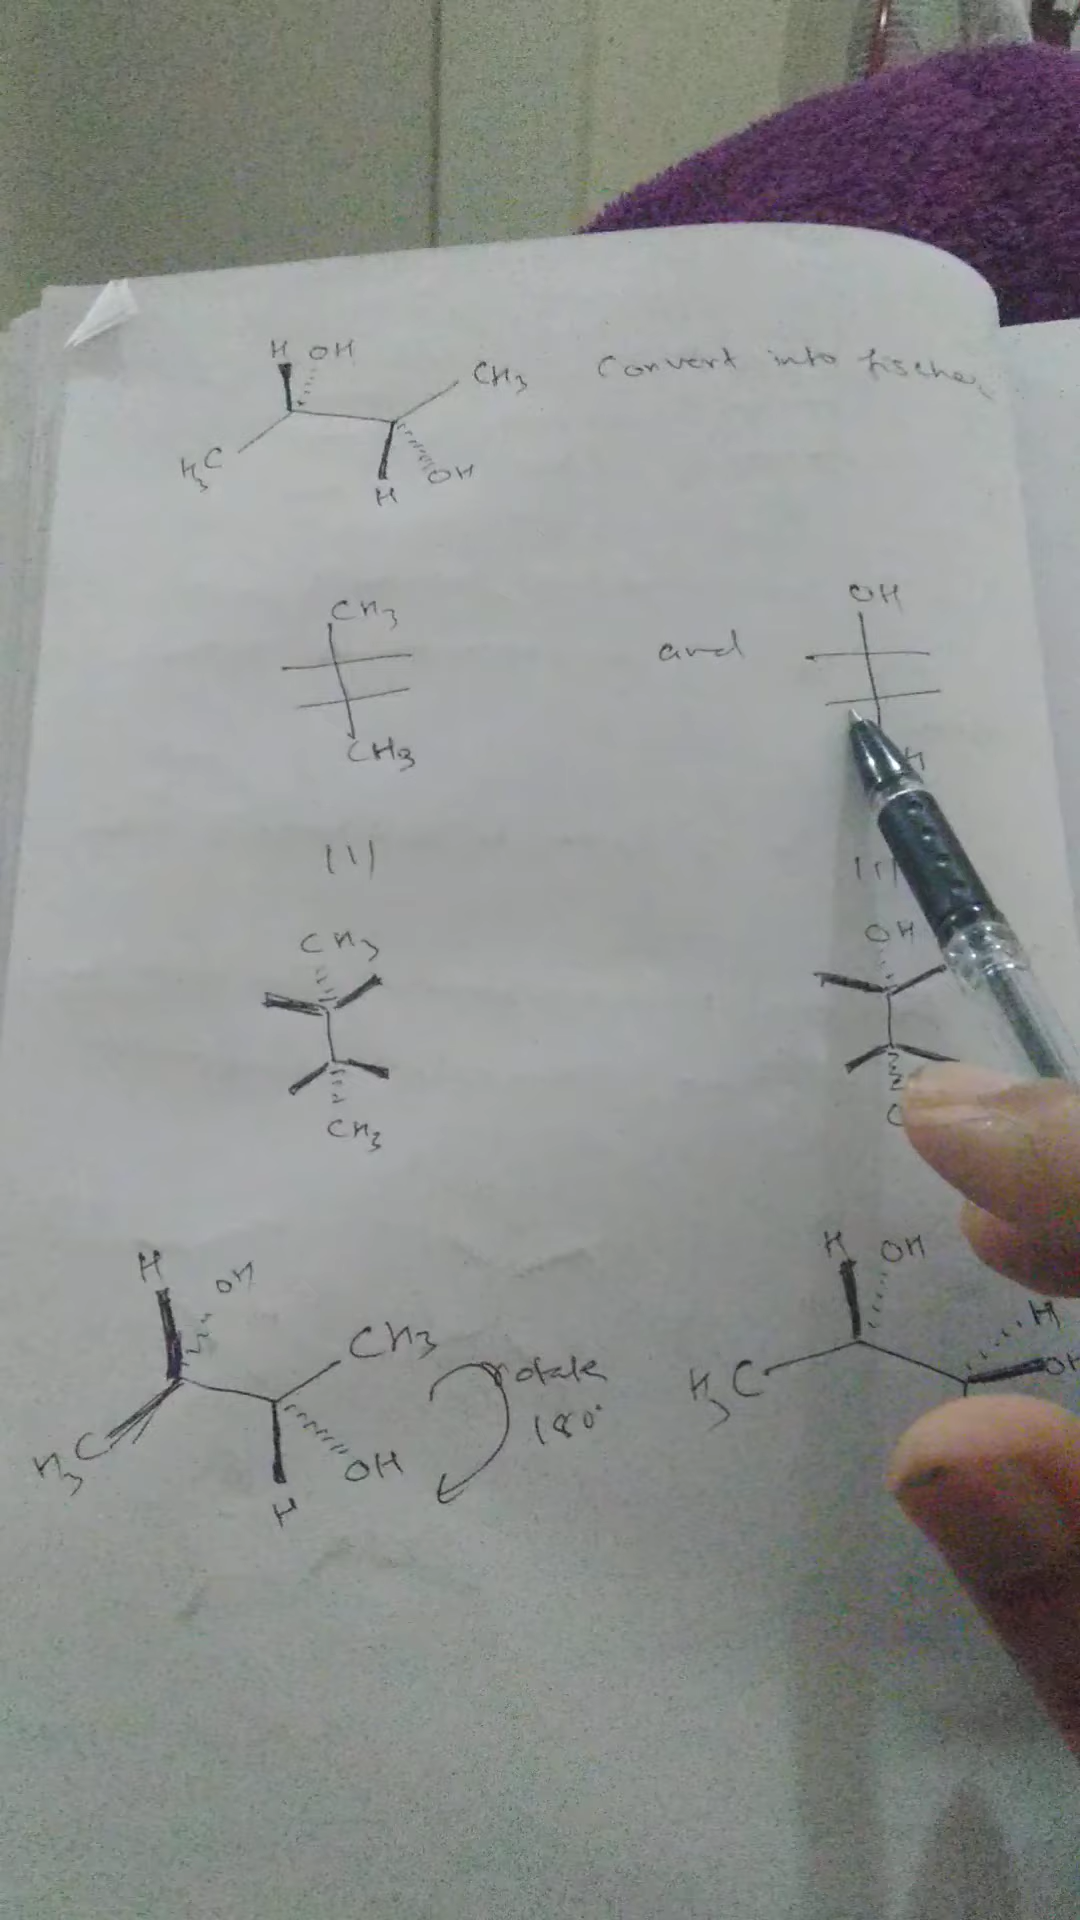 H OH
CH3 Convert into fischer
H3C
H OH
CH3 and OH
CH3 H
CH3 OH
CH3 C
H OH
CH3 rotate
180°
H3C OH
H
H OH
H
H3C OH